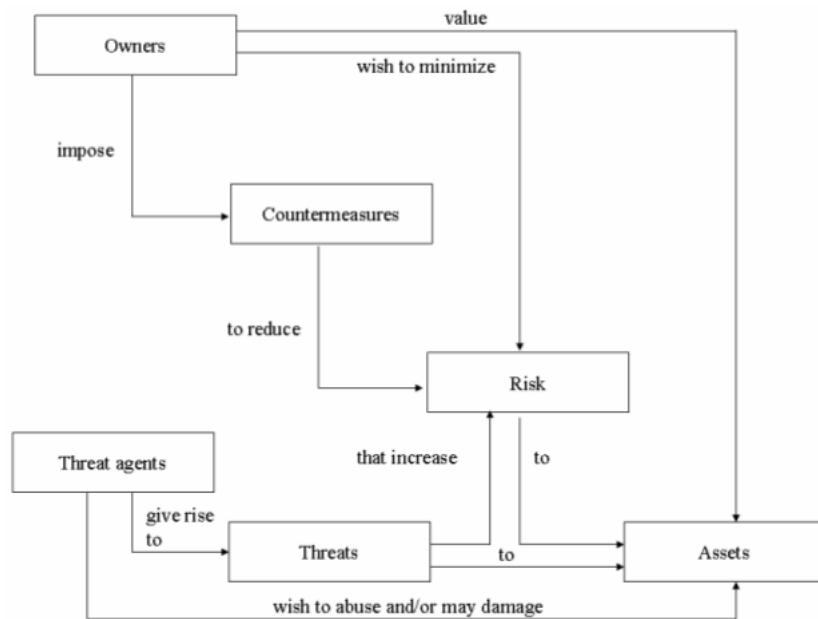 value
Owners
wish to minimize
impose
Countermeasures
to reduce
Risk
Threat agents
that increase
to
give rise
to
Threats
to
Assets
wish to abuse and/or may damage